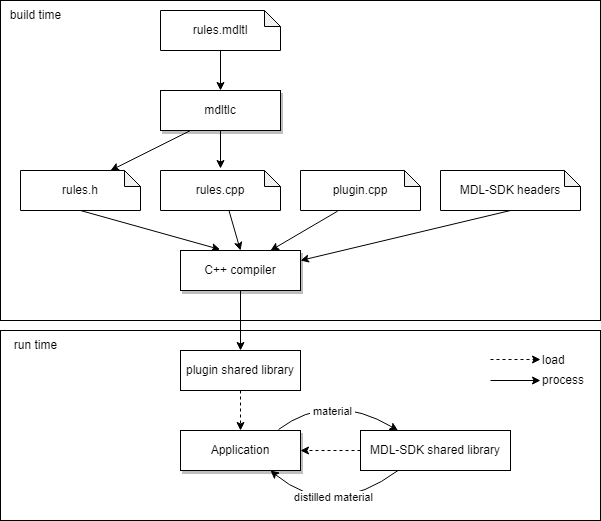 build time
rules.mdltl
mdltlc
rules.h
rules.cpp
plugin.cpp
MDL-SDK headers
C++ compiler
run time
plugin shared library
load
process
material
Application
MDL-SDK shared library
distilled material